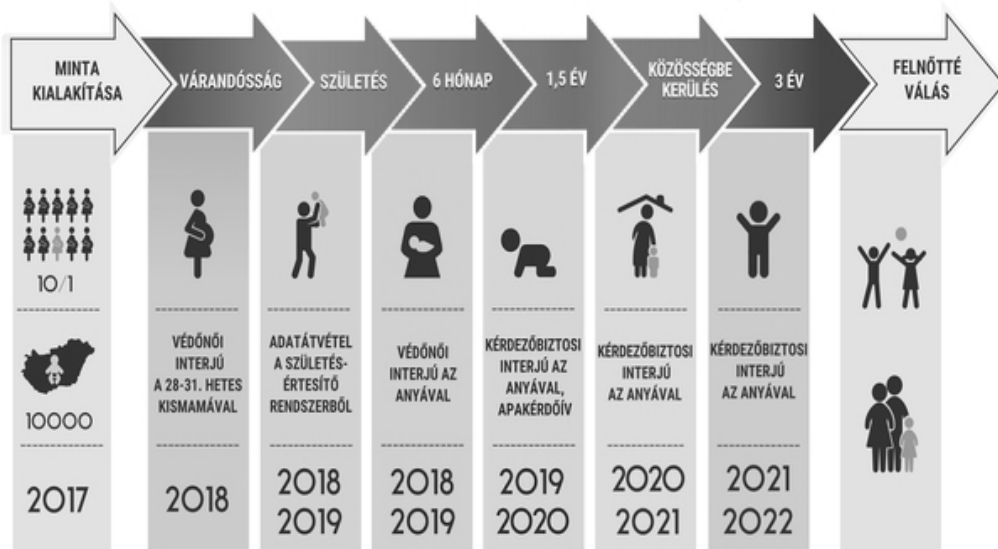 MINTA
KIALAKÍTÁSA
VÁRANDÓSSÁG
SZÜLETÉS
6 HÓNAP
1,5 ÉV
KÖZÖSSÉGBE
KERÜLÉS
3 ÉV
FELNŐTTÉ
VÁLÁS
10/1
10000
2017
VÉDŐNŐI
INTERJÚ
A 28-31. HETES
KISMAMÁVAL
2018
ADATÁTVÉTEL
A SZÜLETÉS-
ÉRTESÍTŐ
RENDSZERBŐL
2018
2019
VÉDŐNŐI
INTERJÚ AZ
ANYÁVAL
2018
2019
KÉRDEZŐBIZTOSI
INTERJÚ AZ
ANYÁVAL,
APAKÉRDŐÍV
2019
2020
KÉRDEZŐBIZTOSI
INTERJÚ
AZ ANYÁVAL
2020
2021
KÉRDEZŐBIZTOSI
INTERJÚ
AZ ANYÁVAL
2021
2022